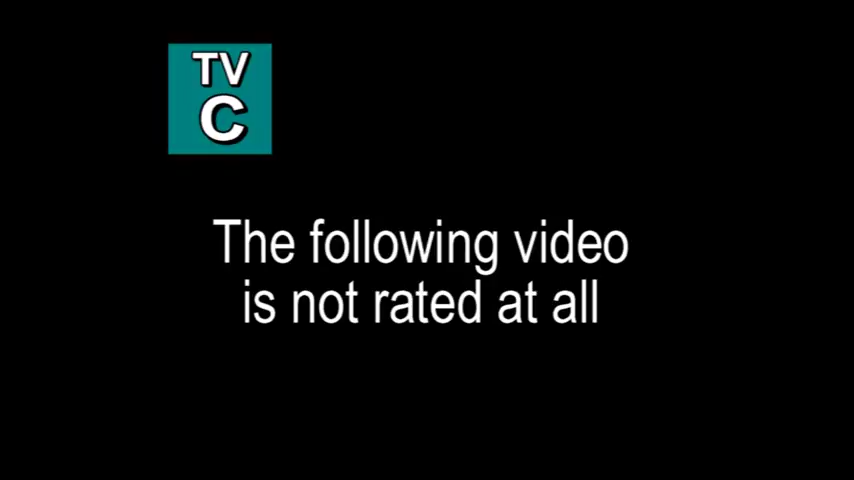 TV
C
The following video
is not rated at all